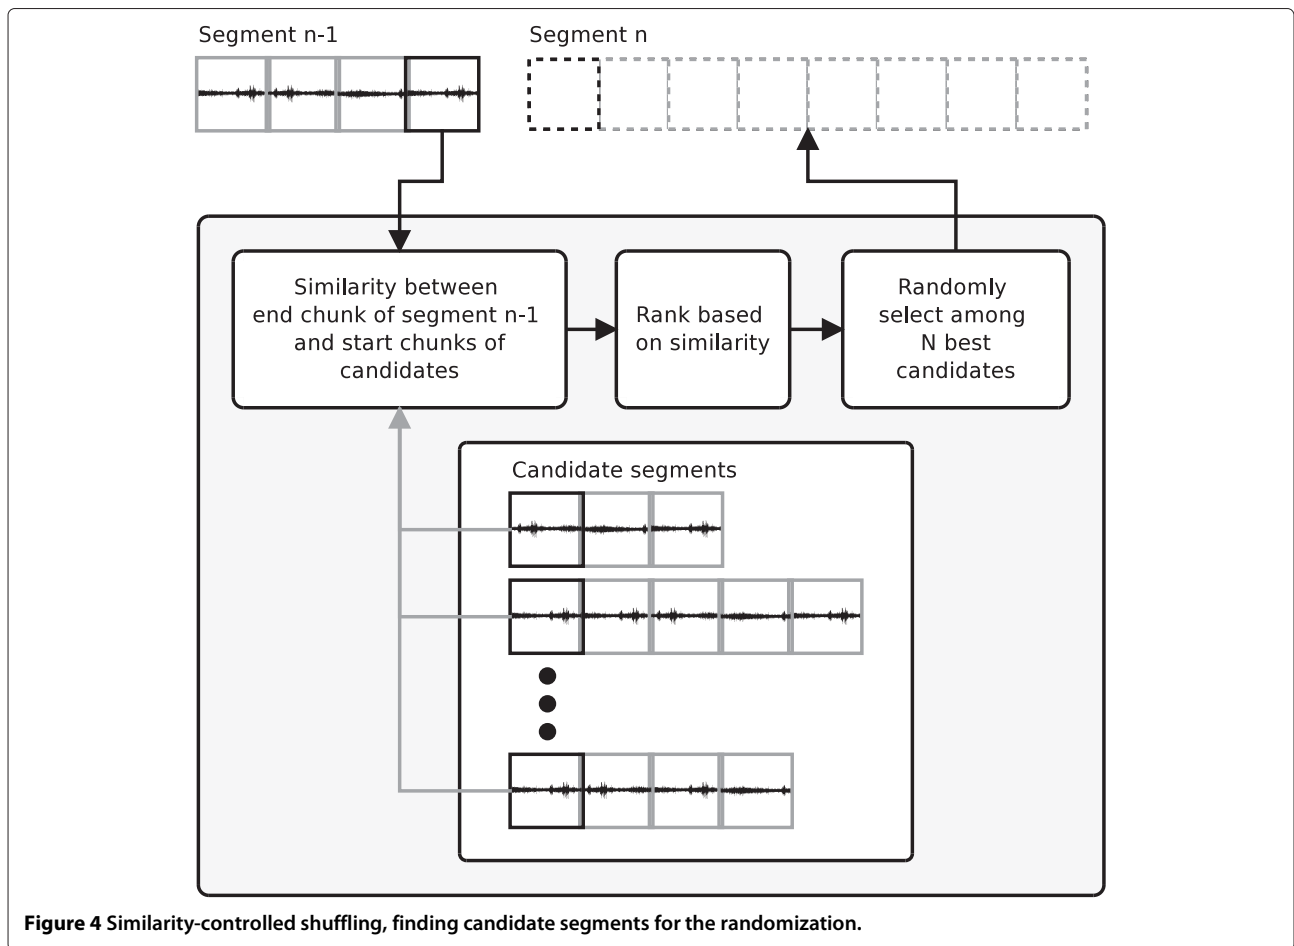 Segment n-1
Segment n
Similarity between
end chunk of segment n-1
and start chunks of
candidates
Rank based
on similarity
Randomly
select among
N best
candidates
Candidate segments
Figure 4 Similarity-controlled shuffling, finding candidate segments for the randomization.